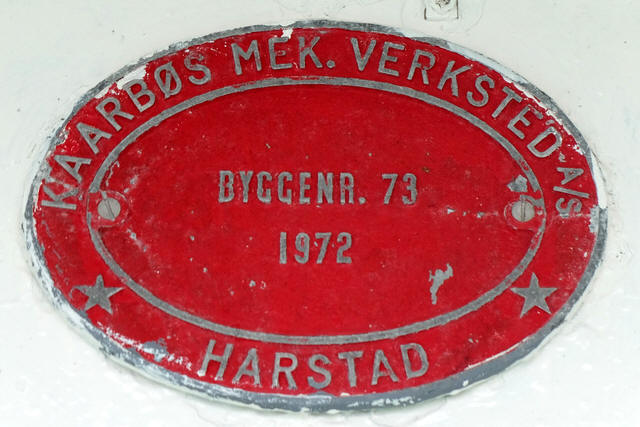 KAARBØS MEK. VERKSTED A/S
BYGGENR. 73
1972
HARSTAD